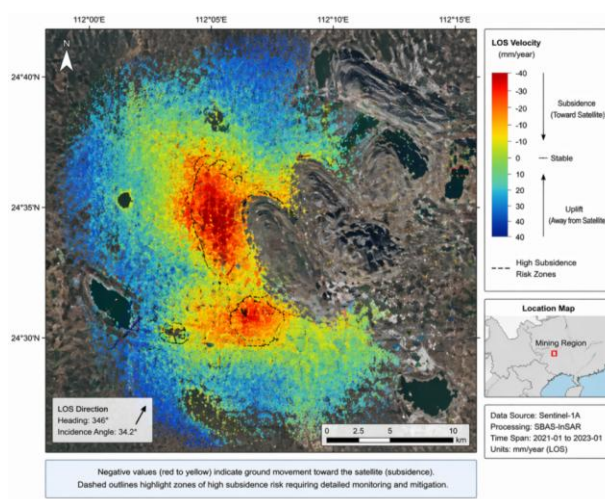 112°00'E 112°05'E 112°10'E 112°15'E
N
24°40'N
24°35'N
24°30'N
LOS Direction
Heading: 346°
Incidence Angle: 34.2°
0 2.5 5 10
km
LOS Velocity
(mm/year)
-40
-30
-20
-20
-10
0
10
20
30
40
Subsidence
(Toward Satellite)
Stable
Uplift
(Away from Satellite)
High Subsidence
Risk Zones
Location Map
Mining Region
Data Source: Sentinel-1A
Processing: SBAS-InSAR
Time Span: 2021-01 to 2023-01
Units: mm/year (LOS)
Negative values (red to yellow) indicate ground movement toward the satellite (subsidence).
Dashed outlines highlight zones of high subsidence risk requiring detailed monitoring and mitigation.